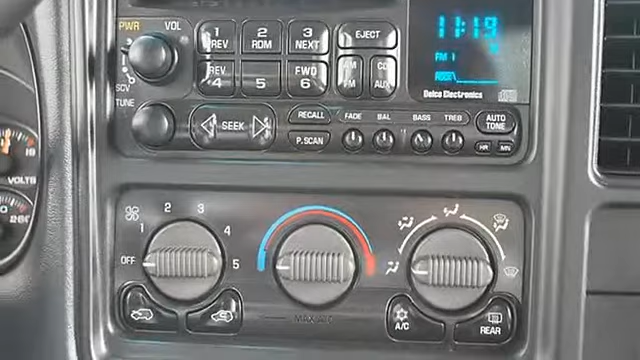 PWR
VOL
1 REV
2 RDM
3 NEXT
EJECT
11:19
REV 4
5
FWD 6
AM FM
CD AUX
FM 1
SCV
TUNE
SEEK
RECALL
P.SCAN
FADE BAL BASS TREB
AUTO TONE
HR MN
Delco Electronics
VOLTS
260
OFF 1 2 3 4 5
MAX A/C
A/C
REAR